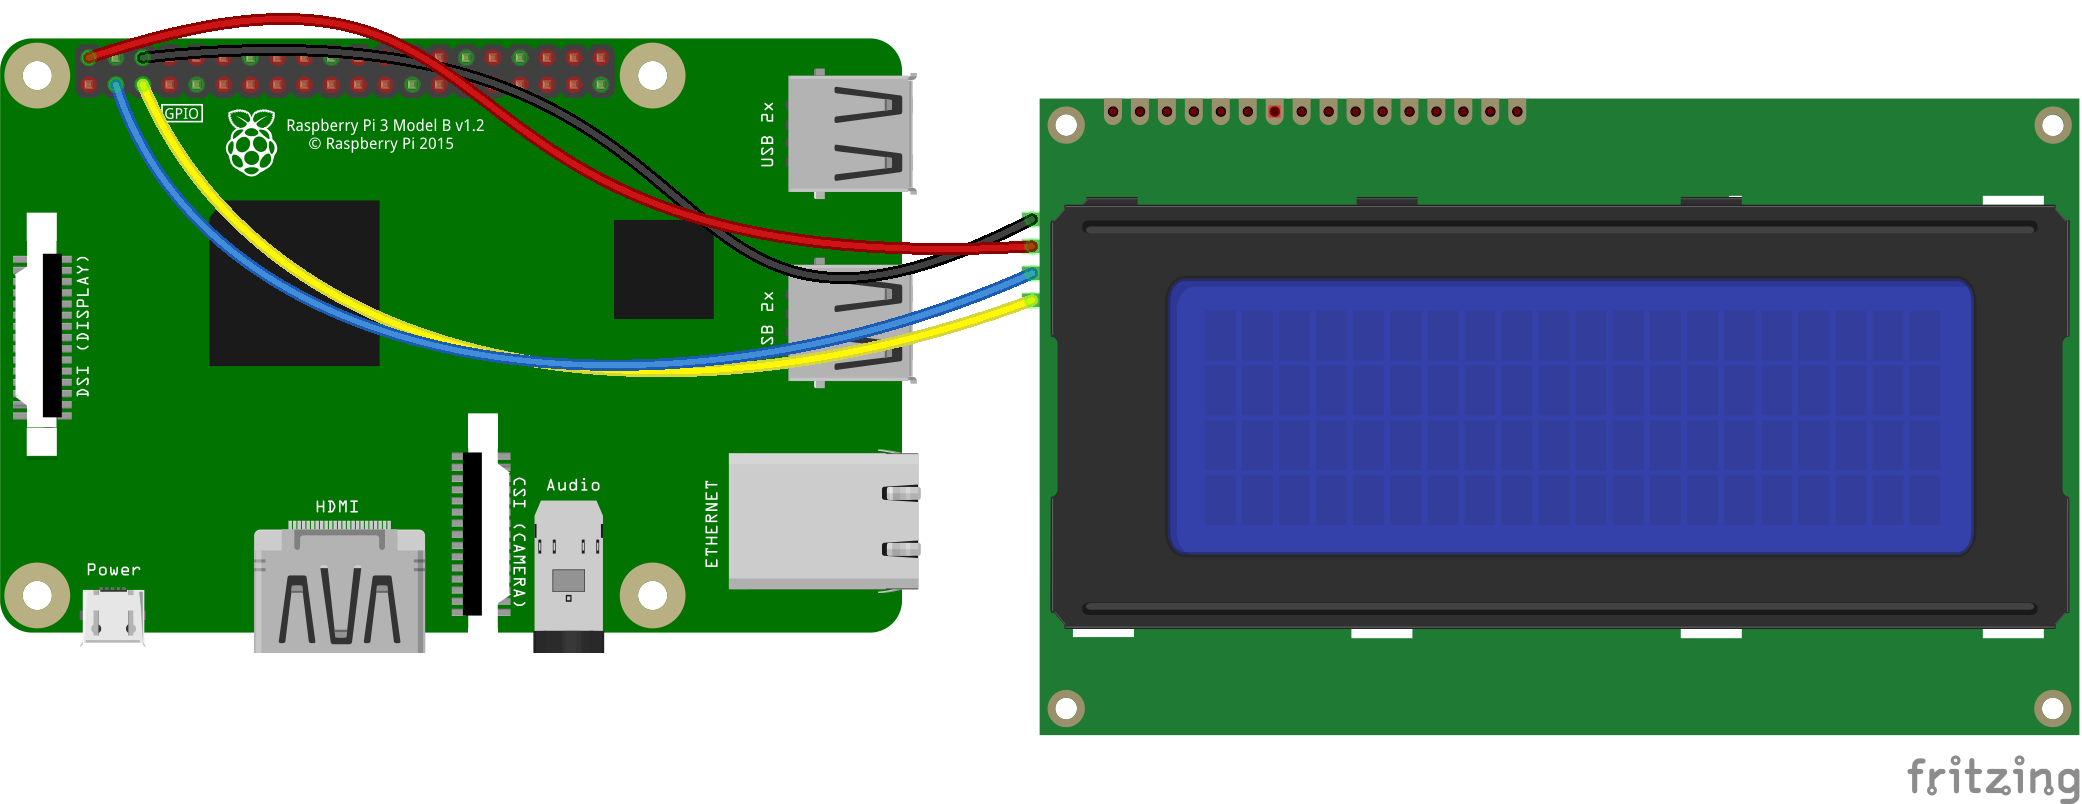 GPIO
Raspberry Pi 3 Model B v1.2
© Raspberry Pi 2015
USB 2x
DSI (DISPLAY)
SB 2x
HDMI
CSI (CAMERA)
Audio
ETHERNET
Power
fritzing